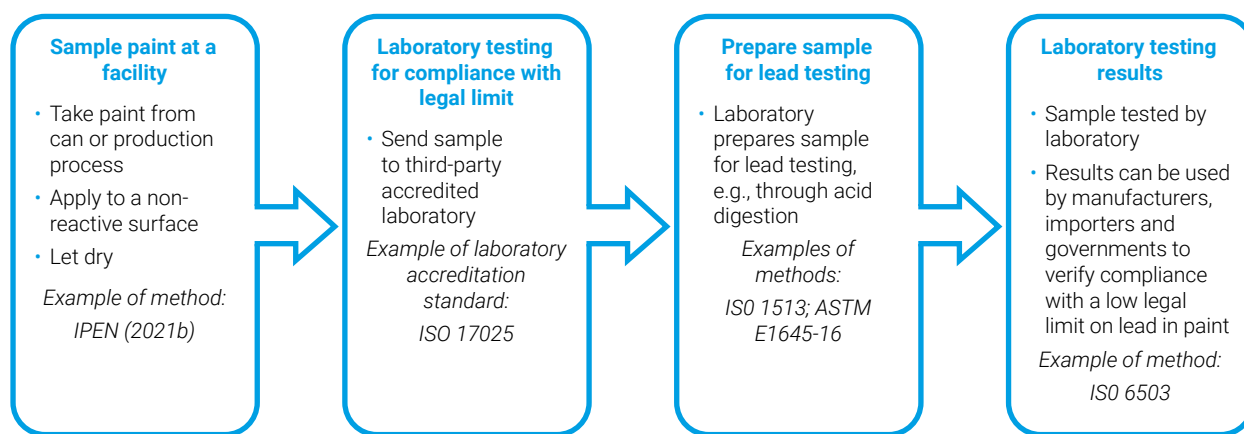 Sample paint at a
facility
• Take paint from
can or production
process
• Apply to a non-
reactive surface
• Let dry
Example of method:
IPEN (2021b)
Laboratory testing
for compliance with
legal limit
• Send sample
to third-party
accredited
laboratory
Example of laboratory
accreditation
standard:
ISO 17025
Prepare sample
for lead testing
• Laboratory
prepares sample
for lead testing,
e.g., through acid
digestion
Examples of
methods:
IS0 1513; ASTM
E1645-16
Laboratory testing
results
• Sample tested by
laboratory
• Results can be used
by manufacturers,
importers and
governments to
verify compliance
with a low legal
limit on lead in paint
Example of method:
IS0 6503